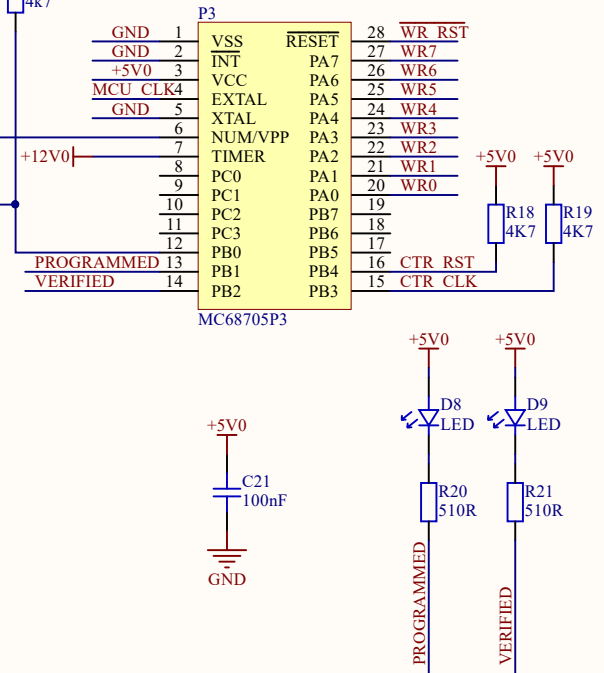 4k7
P3
GND 1 VSS RESET 28 WR_RST
GND 2 INT PA7 27 WR7
+5V0 3 VCC PA6 26 WR6
MCU_CLK 4 EXTAL PA5 25 WR5
GND 5 XTAL PA4 24 WR4
6 NUM/VPP PA3 23 WR3
+12V0 7 TIMER PA2 22 WR2
8 PC0 PA1 21 WR1
9 PC1 PA0 20 WR0
10 PC2 PB7 19
11 PC3 PB6 18
12 PB0 PB5 17
PROGRAMMED 13 PB1 PB4 16 CTR_RST
VERIFIED 14 PB2 PB3 15 CTR_CLK
MC68705P3
+5V0 +5V0
R18 R19
4K7 4K7
+5V0 +5V0
D8 D9
LED LED
R20 R21
510R 510R
PROGRAMMED
VERIFIED
+5V0
C21
100nF
GND